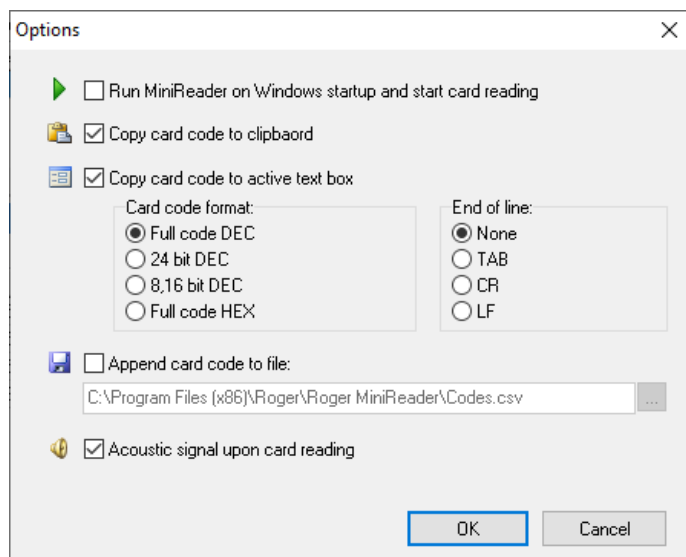 Options
Run MiniReader on Windows startup and start card reading
Copy card code to clipbaord
Copy card code to active text box
Card code format:
Full code DEC
24 bit DEC
8,16 bit DEC
Full code HEX
End of line:
None
TAB
CR
LF
Append card code to file:
C:\Program Files (x86)\Roger\Roger MiniReader\Codes.csv
...
Acoustic signal upon card reading
OK
Cancel